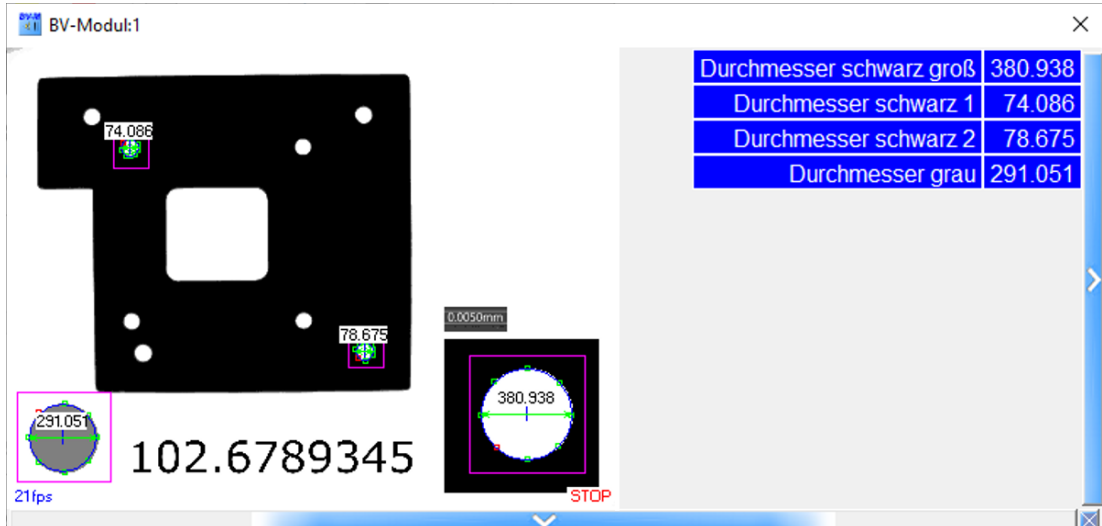 BV-Modul:1
Durchmesser schwarz groß 380.938
Durchmesser schwarz 1 74.086
Durchmesser schwarz 2 78.675
Durchmesser grau 291.051
74.086
78.675
0.0050mm
380.938
291.051
102.6789345
21fps
STOP